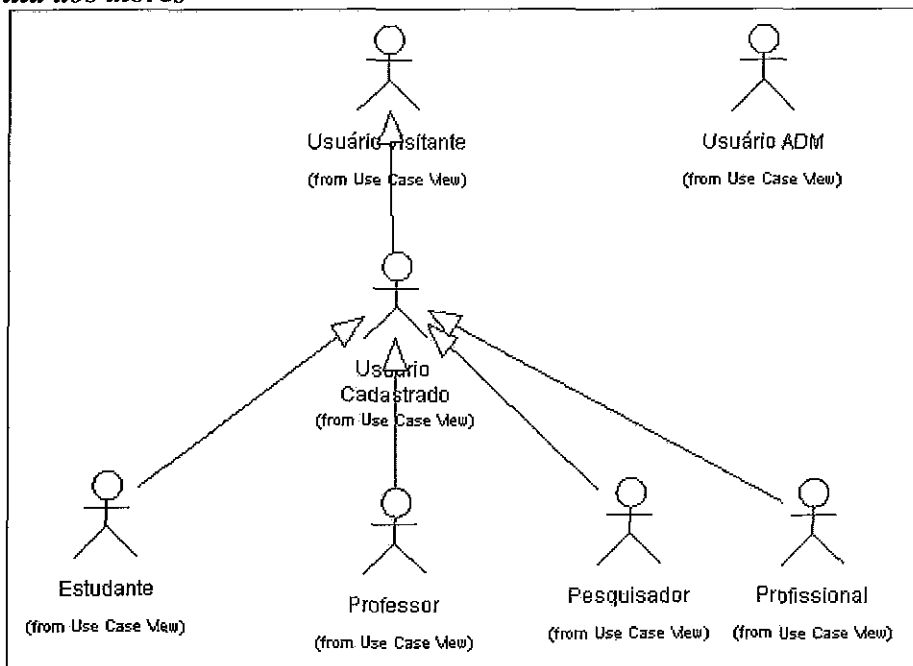 dos
Usuário Visitante
(from Use Case View)
Usuário ADM
(from Use Case View)
Usuário
Cadastrado
(from Use Case View)
Estudante
(from Use Case View)
Professor
(from Use Case View)
Pesquisador
(from Use Case View)
Profissional
(from Use Case View)